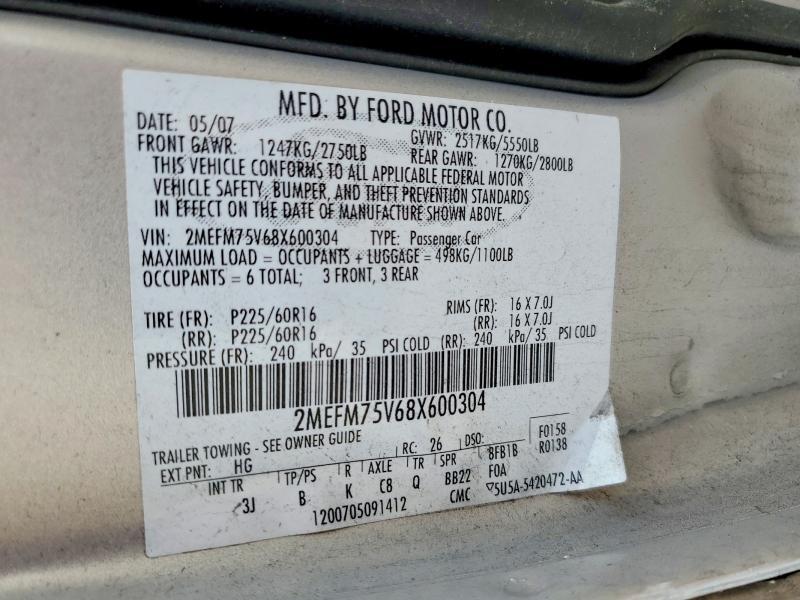 MFD. BY FORD MOTOR CO.
DATE: 05/07 GVWR: 2517KG/5550LB
FRONT GAWR: 1247KG/2750LB REAR GAWR: 1270KG/2800LB
THIS VEHICLE CONFORMS TO ALL APPLICABLE FEDERAL MOTOR
VEHICLE SAFETY, BUMPER, AND THEFT PREVENTION STANDARDS
IN EFFECT ON THE DATE OF MANUFACTURE SHOWN ABOVE.
VIN: 2MEFM75V68X600304 TYPE: Passenger Car
MAXIMUM LOAD = OCCUPANTS + LUGGAGE = 498KG/1100LB
OCCUPANTS = 6 TOTAL; 3 FRONT, 3 REAR
TIRE (FR): P225/60R16 RIMS (FR): 16 X 7.0J
(RR): P225/60R16 (RR): 16 X 7.0J
PRESSURE (FR): 240 kPa/ 35 PSI COLD (RR): 240 kPa/ 35 PSI COLD
2MEFM75V68X600304
TRAILER TOWING - SEE OWNER GUIDE
EXT PNT: HG RC: 26 DSO: F0158
R0138
INT TR TP/PS R AXLE TR SPR 8FB1B
3J B K C8 Q BB22 F0A
1200705091412 CMC ▽5U5A-5420472-AA